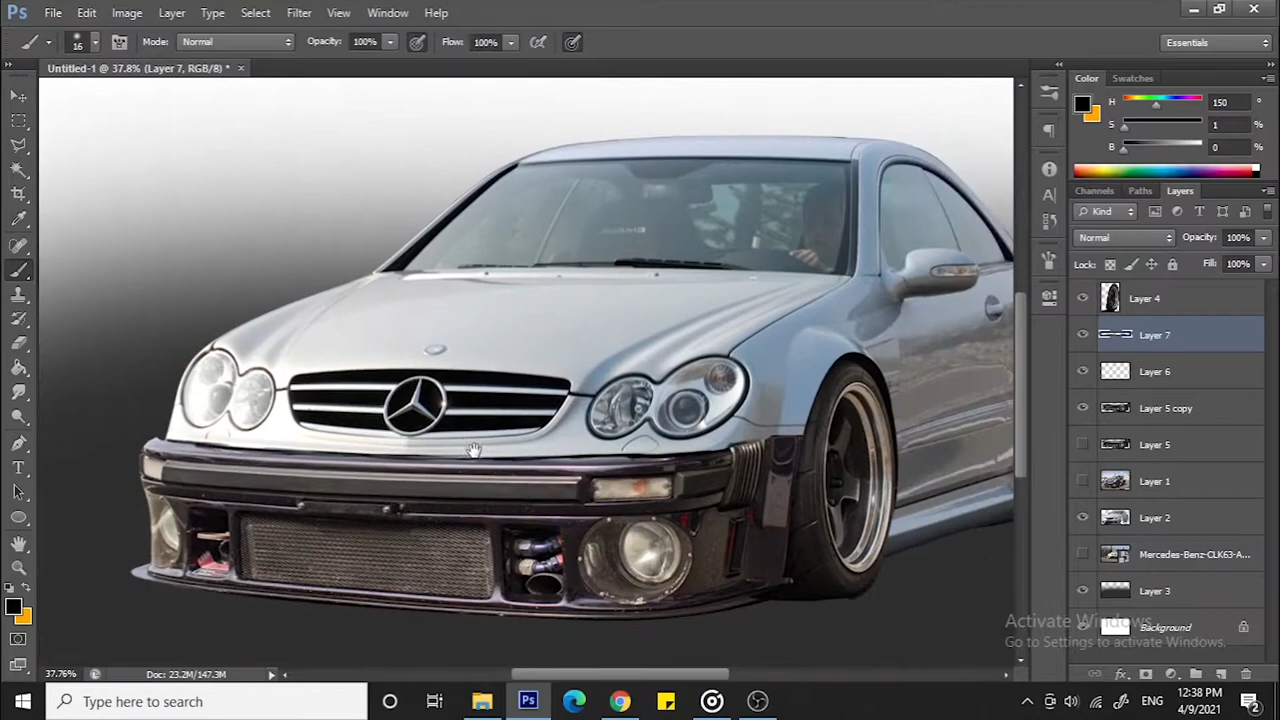 Ps File Edit Image Layer Type Select Filter View Window Help
16 Mode: Normal Opacity: 100% Flow: 100% Essentials
Untitled-1 @ 37.8% (Layer 7, RGB/8) * ×
Color Swatches
H 150 °
S 1 %
B 0 %
Channels Paths Layers
Kind
Normal Opacity: 100%
Lock: Fill: 100%
Layer 4
Layer 7
Layer 6
Layer 5 copy
Layer 5
Layer 1
Layer 2
Mercedes-Benz-CLK63-A...
Layer 3
Background
Activate Windows
Go to Settings to activate Windows.
37.76% Doc: 23.2M/147.3M
Type here to search
Ps
ENG
12:38 PM
4/9/2021
2